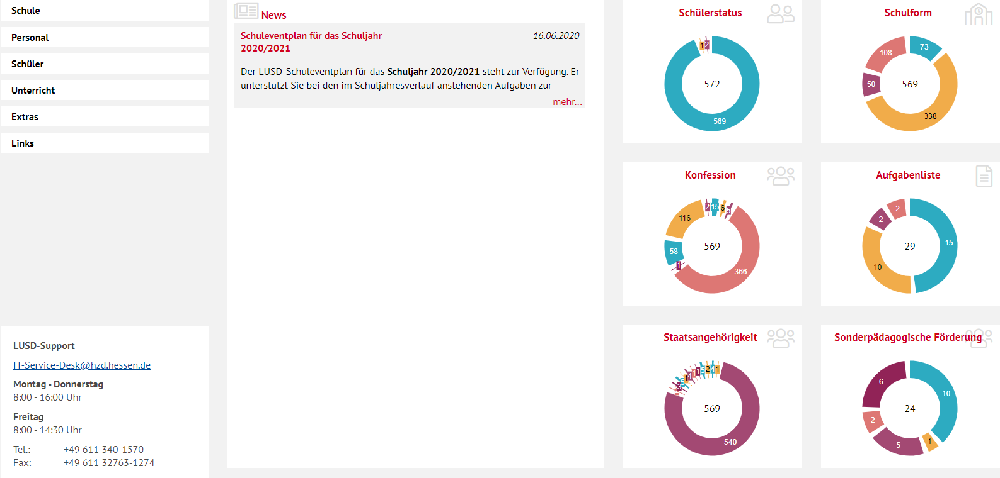 Schule
Personal
Schüler
Unterricht
Extras
Links
LUSD-Support
IT-Service-Desk@hzd.hessen.de
Montag - Donnerstag
8:00 - 16:00 Uhr
Freitag
8:00 - 14:30 Uhr
Tel.: +49 611 340-1570
Fax: +49 611 32763-1274
News
Schuleventplan für das Schuljahr 16.06.2020
2020/2021
Der LUSD-Schuleventplan für das Schuljahr 2020/2021 steht zur Verfügung. Er
unterstützt Sie bei den im Schuljahresverlauf anstehenden Aufgaben zur
mehr...
Schülerstatus
1 2
572
569
Schulform
73
108
50
569
338
Konfession
2 15 6 5
116
58
569
1
366
Aufgabenliste
2
2
15
29
10
Staatsangehörigkeit
1 4 1 1 5 2 4 1
5
569
540
Sonderpädagogische Förderung
6
10
24
2
5
1